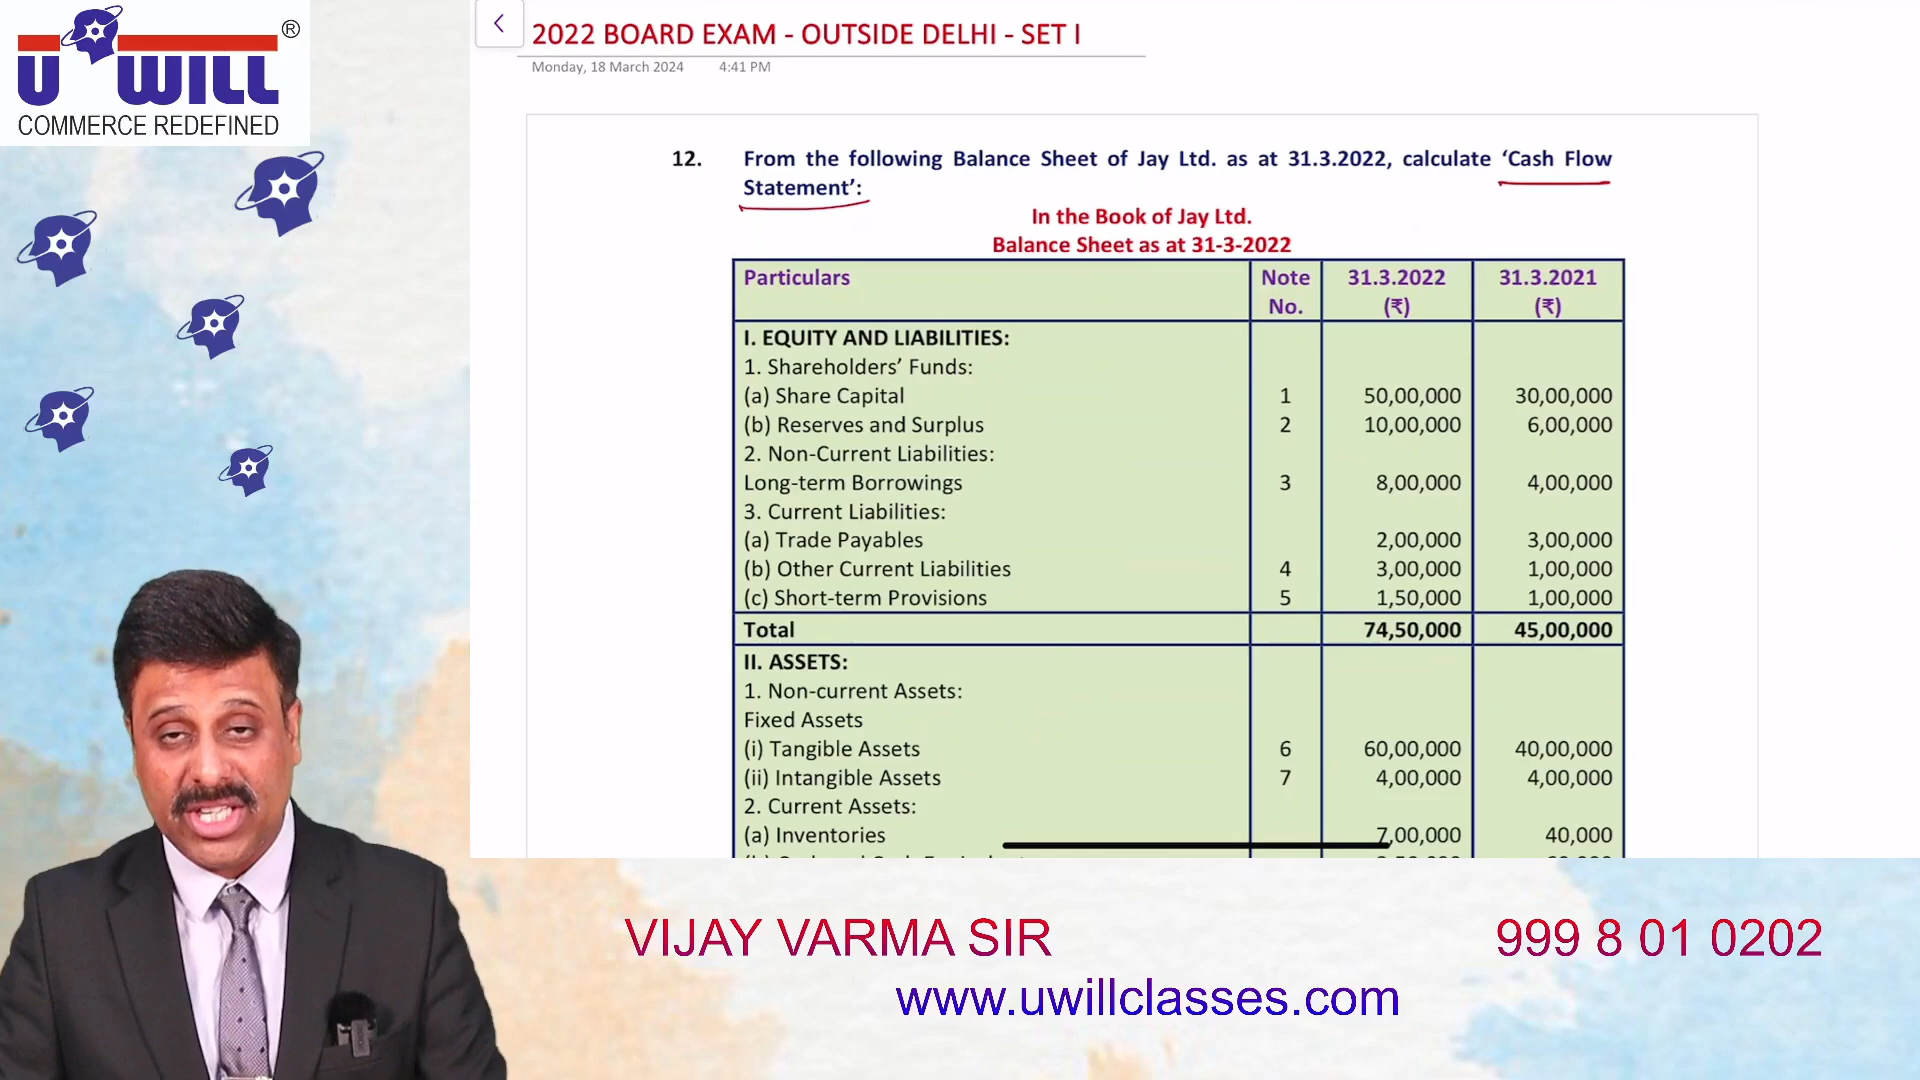 U WILL ®
COMMERCE REDEFINED
2022 BOARD EXAM - OUTSIDE DELHI - SET I
Monday, 18 March 2024 4:41 PM
12. From the following Balance Sheet of Jay Ltd. as at 31.3.2022, calculate ‘Cash Flow
Statement’:
In the Book of Jay Ltd.
Balance Sheet as at 31-3-2022
Particulars Note No. 31.3.2022 (₹) 31.3.2021 (₹)
I. EQUITY AND LIABILITIES:
1. Shareholders’ Funds:
(a) Share Capital 1 50,00,000 30,00,000
(b) Reserves and Surplus 2 10,00,000 6,00,000
2. Non-Current Liabilities:
Long-term Borrowings 3 8,00,000 4,00,000
3. Current Liabilities:
(a) Trade Payables 2,00,000 3,00,000
(b) Other Current Liabilities 4 3,00,000 1,00,000
(c) Short-term Provisions 5 1,50,000 1,00,000
Total 74,50,000 45,00,000
II. ASSETS:
1. Non-current Assets:
Fixed Assets
(i) Tangible Assets 6 60,00,000 40,00,000
(ii) Intangible Assets 7 4,00,000 4,00,000
2. Current Assets:
(a) Inventories 7,00,000 40,000
VIJAY VARMA SIR 999 8 01 0202
www.uwillclasses.com